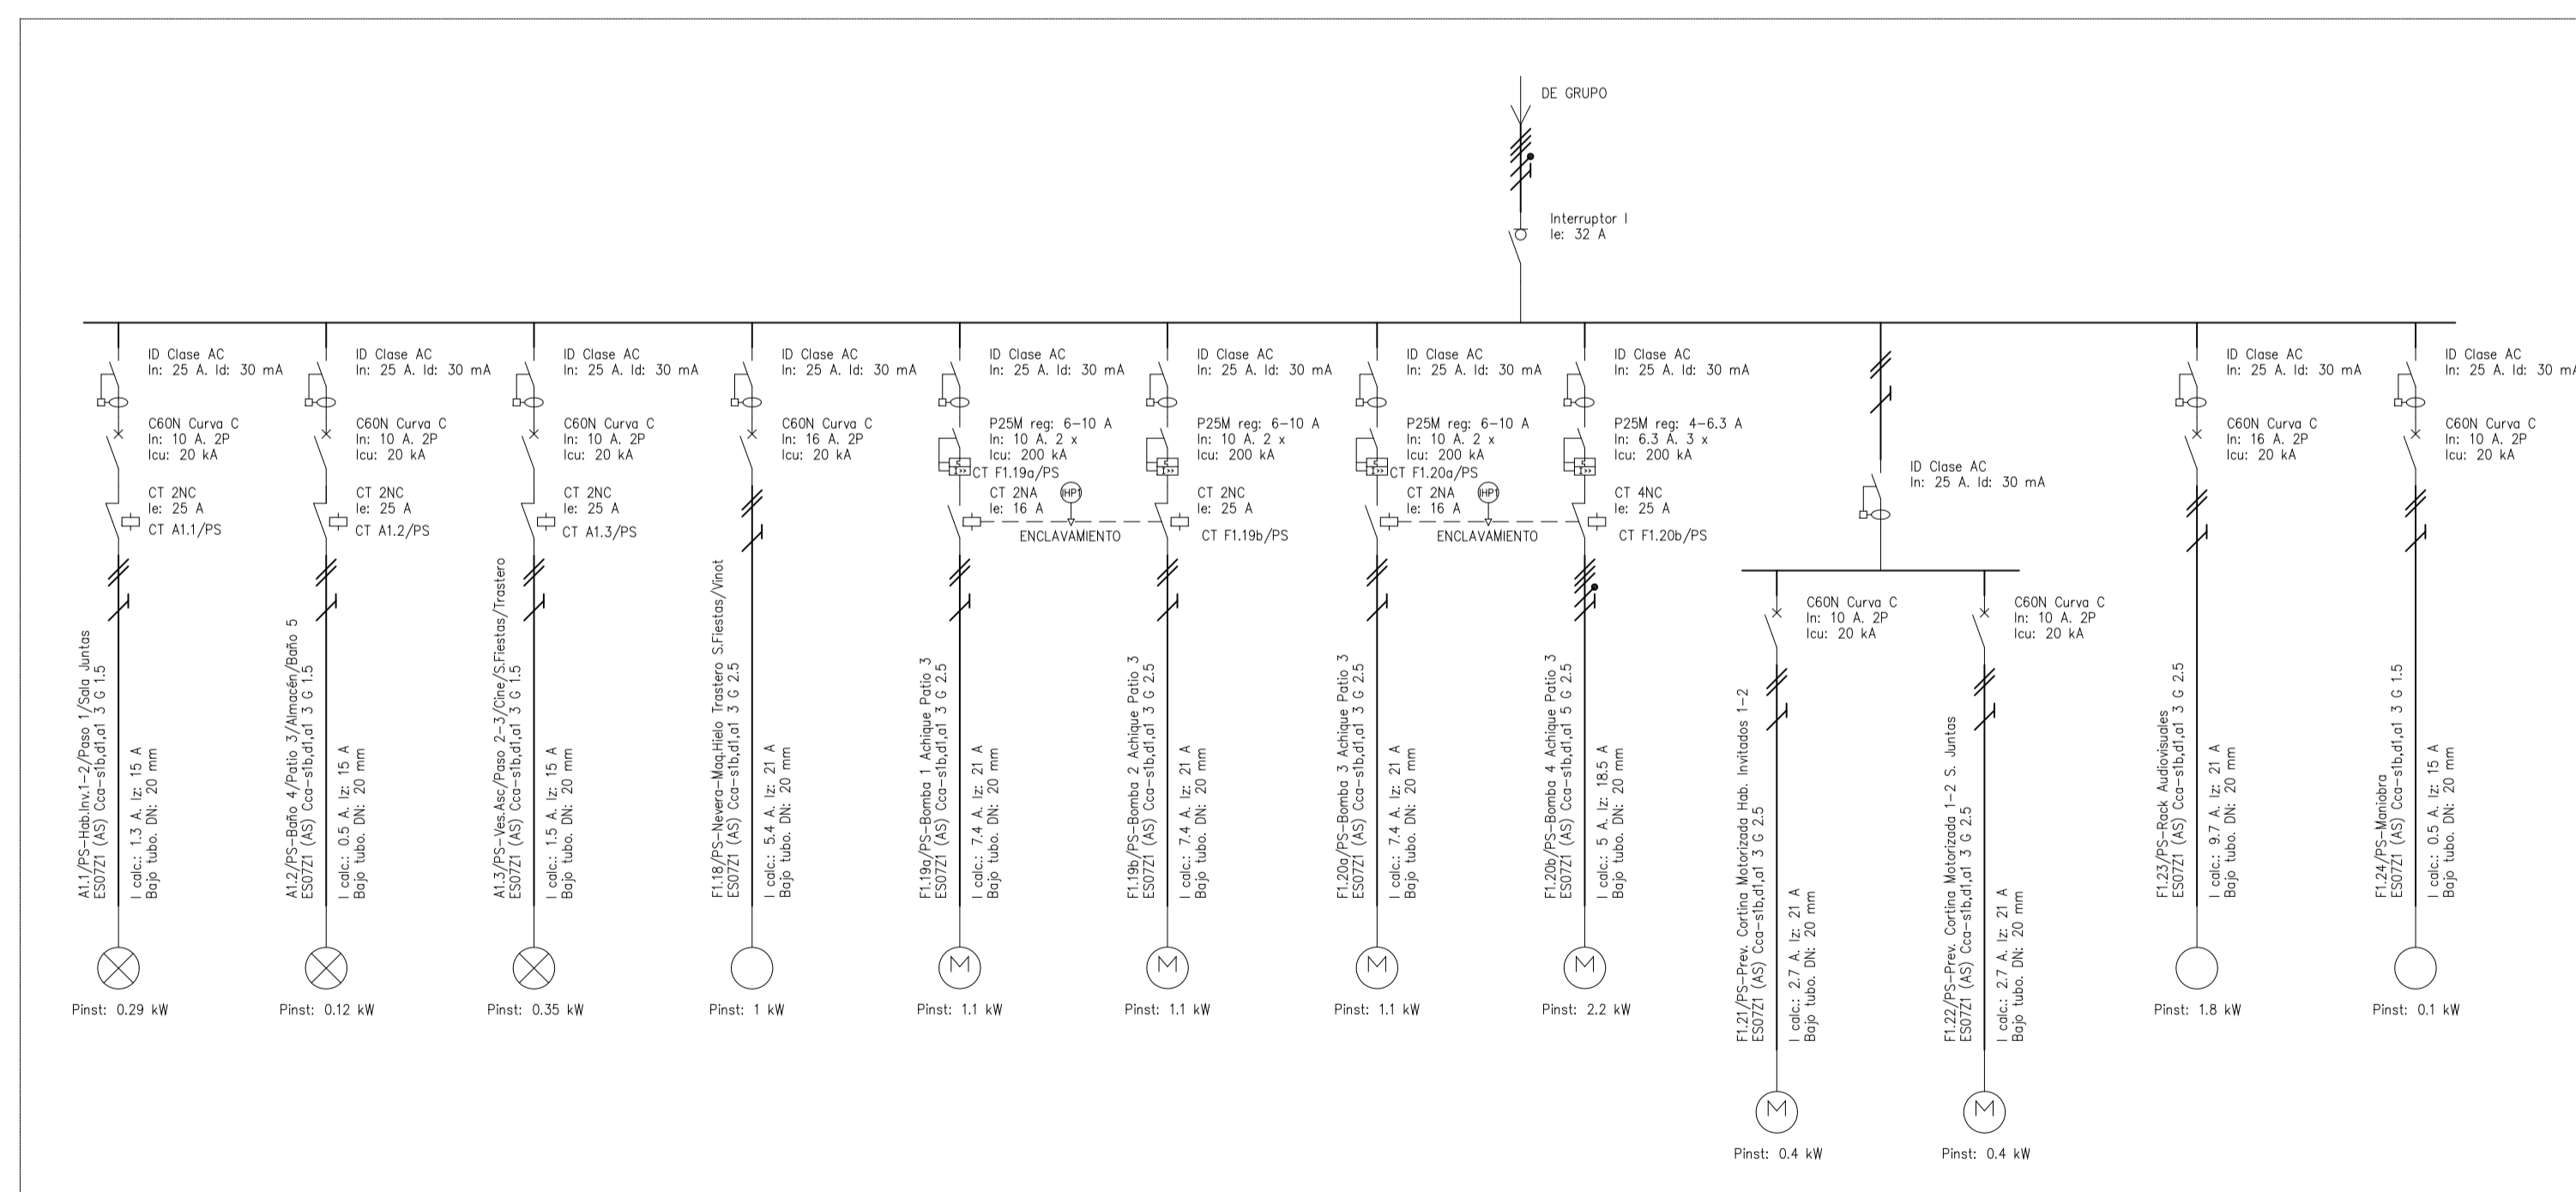 DE GRUPO
Interruptor I
Ie: 32 A
ID Clase AC
In: 25 A. Id: 30 mA
C60N Curva C
In: 10 A. 2P
Icu: 20 kA
CT 2NC
Ie: 25 A
CT A1.1/PS
A1.1/PS-Hab.Inv.1-2/Paso 1/Sala Juntas
ES07Z1 (AS) Cca-s1b,d1,a1 3 G 1.5
I calc.: 1.3 A. Iz: 15 A
Bajo tubo. DN: 20 mm
Pinst: 0.29 kW
ID Clase AC
In: 25 A. Id: 30 mA
C60N Curva C
In: 10 A. 2P
Icu: 20 kA
CT 2NC
Ie: 25 A
CT A1.2/PS
A1.2/PS-Baño 4/Patio 3/Almacén/Baño 5
ES07Z1 (AS) Cca-s1b,d1,a1 3 G 1.5
I calc.: 0.5 A. Iz: 15 A
Bajo tubo. DN: 20 mm
Pinst: 0.12 kW
ID Clase AC
In: 25 A. Id: 30 mA
C60N Curva C
In: 10 A. 2P
Icu: 20 kA
CT 2NC
Ie: 25 A
CT A1.3/PS
A1.3/PS-Ves.Asc/Paso 2-3/Cine/S.Fiestas/Trastero
ES07Z1 (AS) Cca-s1b,d1,a1 3 G 1.5
I calc.: 1.5 A. Iz: 15 A
Bajo tubo. DN: 20 mm
Pinst: 0.35 kW
ID Clase AC
In: 25 A. Id: 30 mA
C60N Curva C
In: 16 A. 2P
Icu: 20 kA
F1.18/PS-Nevera-Maq.Hielo Trastero S.Fiestas/Vinot
ES07Z1 (AS) Cca-s1b,d1,a1 3 G 2.5
I calc.: 5.4 A. Iz: 21 A
Bajo tubo. DN: 20 mm
Pinst: 1 kW
ID Clase AC
In: 25 A. Id: 30 mA
P25M reg: 6-10 A
In: 10 A. 2 x
Icu: 200 kA
CT F1.19a/PS
CT 2NA
Ie: 16 A
IHP1
ENCLAVAMIENTO
F1.19a/PS-Bomba 1 Achique Patio 3
ES07Z1 (AS) Cca-s1b,d1,a1 3 G 2.5
I calc.: 7.4 A. Iz: 21 A
Bajo tubo. DN: 20 mm
M
Pinst: 1.1 kW
ID Clase AC
In: 25 A. Id: 30 mA
P25M reg: 6-10 A
In: 10 A. 2 x
Icu: 200 kA
CT 2NC
Ie: 25 A
CT F1.19b/PS
F1.19b/PS-Bomba 2 Achique Patio 3
ES07Z1 (AS) Cca-s1b,d1,a1 3 G 2.5
I calc.: 7.4 A. Iz: 21 A
Bajo tubo. DN: 20 mm
M
Pinst: 1.1 kW
ID Clase AC
In: 25 A. Id: 30 mA
P25M reg: 6-10 A
In: 10 A. 2 x
Icu: 200 kA
CT F1.20a/PS
CT 2NA
Ie: 16 A
IHP1
ENCLAVAMIENTO
F1.20a/PS-Bomba 3 Achique Patio 3
ES07Z1 (AS) Cca-s1b,d1,a1 3 G 2.5
I calc.: 7.4 A. Iz: 21 A
Bajo tubo. DN: 20 mm
M
Pinst: 1.1 kW
ID Clase AC
In: 25 A. Id: 30 mA
P25M reg: 4-6.3 A
In: 6.3 A. 3 x
Icu: 200 kA
CT 4NC
Ie: 25 A
CT F1.20b/PS
F1.20b/PS-Bomba 4 Achique Patio 3
ES07Z1 (AS) Cca-s1b,d1,a1 5 G 2.5
I calc.: 5 A. Iz: 18.5 A
Bajo tubo. DN: 20 mm
M
Pinst: 2.2 kW
ID Clase AC
In: 25 A. Id: 30 mA
C60N Curva C
In: 10 A. 2P
Icu: 20 kA
F1.21/PS-Prev. Cortina Motorizada Hab. Invitados 1-2
ES07Z1 (AS) Cca-s1b,d1,a1 3 G 2.5
I calc.: 2.7 A. Iz: 21 A
Bajo tubo. DN: 20 mm
M
Pinst: 0.4 kW
C60N Curva C
In: 10 A. 2P
Icu: 20 kA
F1.22/PS-Prev. Cortina Motorizada 1-2 S. Juntas
ES07Z1 (AS) Cca-s1b,d1,a1 3 G 2.5
I calc.: 2.7 A. Iz: 21 A
Bajo tubo. DN: 20 mm
M
Pinst: 0.4 kW
ID Clase AC
In: 25 A. Id: 30 mA
C60N Curva C
In: 16 A. 2P
Icu: 20 kA
F1.23/PS-Rack Audiovisuales
ES07Z1 (AS) Cca-s1b,d1,a1 3 G 2.5
I calc.: 9.7 A. Iz: 21 A
Bajo tubo. DN: 20 mm
Pinst: 1.8 kW
ID Clase AC
In: 25 A. Id: 30 mA
C60N Curva C
In: 10 A. 2P
Icu: 20 kA
F1.24/PS-Maniobra
ES07Z1 (AS) Cca-s1b,d1,a1 3 G 1.5
I calc.: 0.5 A. Iz: 15 A
Bajo tubo. DN: 20 mm
Pinst: 0.1 kW